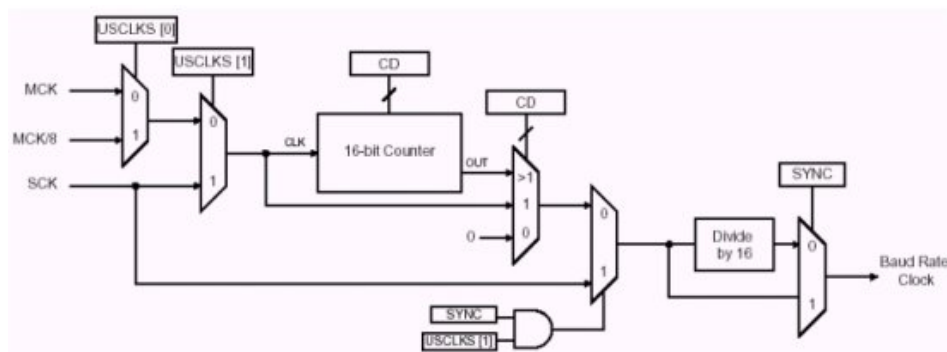 USCLKS [0]
USCLKS [1]
CD
CD
MCK
0
MCK/8
1
0
CLK
16-bit Counter
OUT
>1
SYNC
SCK
1
1
0
0
0
Divide
by 16
0
Baud Rate
Clock
1
1
SYNC
USCLKS [1]